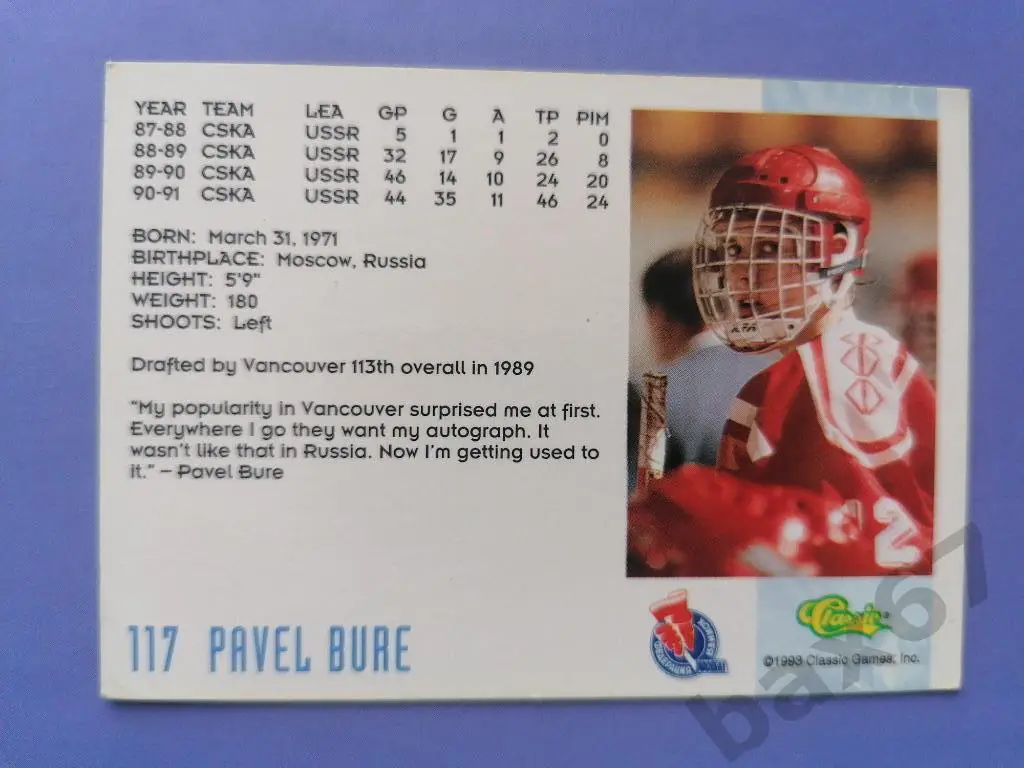 YEAR TEAM LEA GP G A TP PIM
87-88 CSKA USSR 5 1 1 2 0
88-89 CSKA USSR 32 17 9 26 8
89-90 CSKA USSR 46 14 10 24 20
90-91 CSKA USSR 44 35 11 46 24
BORN: March 31, 1971
BIRTHPLACE: Moscow, Russia
HEIGHT: 5'9"
WEIGHT: 180
SHOOTS: Left
Drafted by Vancouver 113th overall in 1989
"My popularity in Vancouver surprised me at first.
Everywhere I go they want my autograph. It
wasn't like that in Russia. Now I'm getting used to
it." – Pavel Bure
2
117 PAVEL BURE
Classic®
©1993 Classic Games, Inc.
bax67